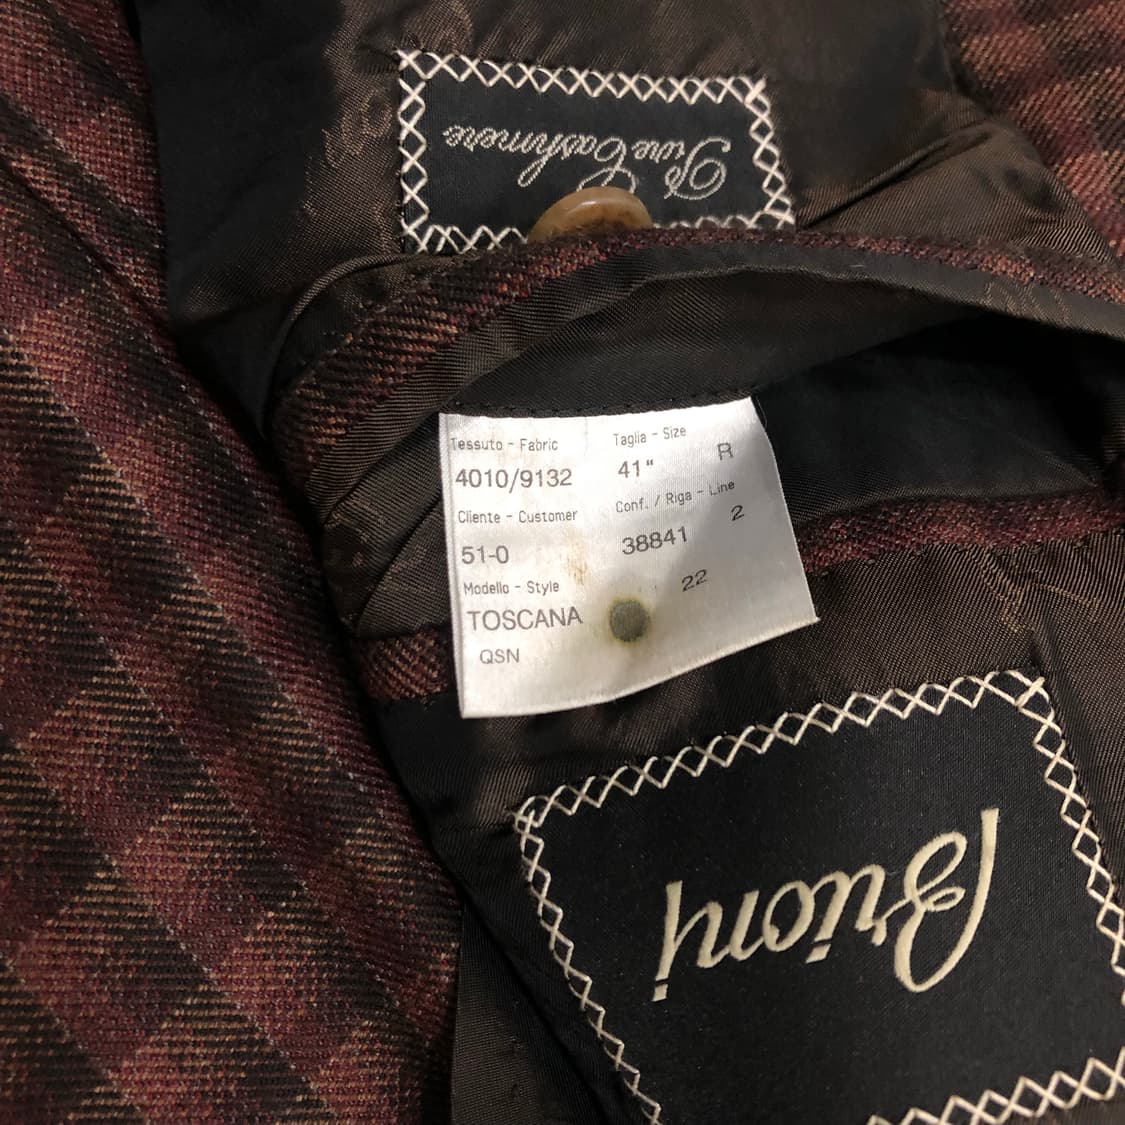 Pure Cashmere
Tessuto - Fabric
4010/9132
Taglia - Size
41" R
Cliente - Customer
51-0
Conf. / Riga - Line
38841 2
Modello - Style
TOSCANA
22
QSN
Brioni